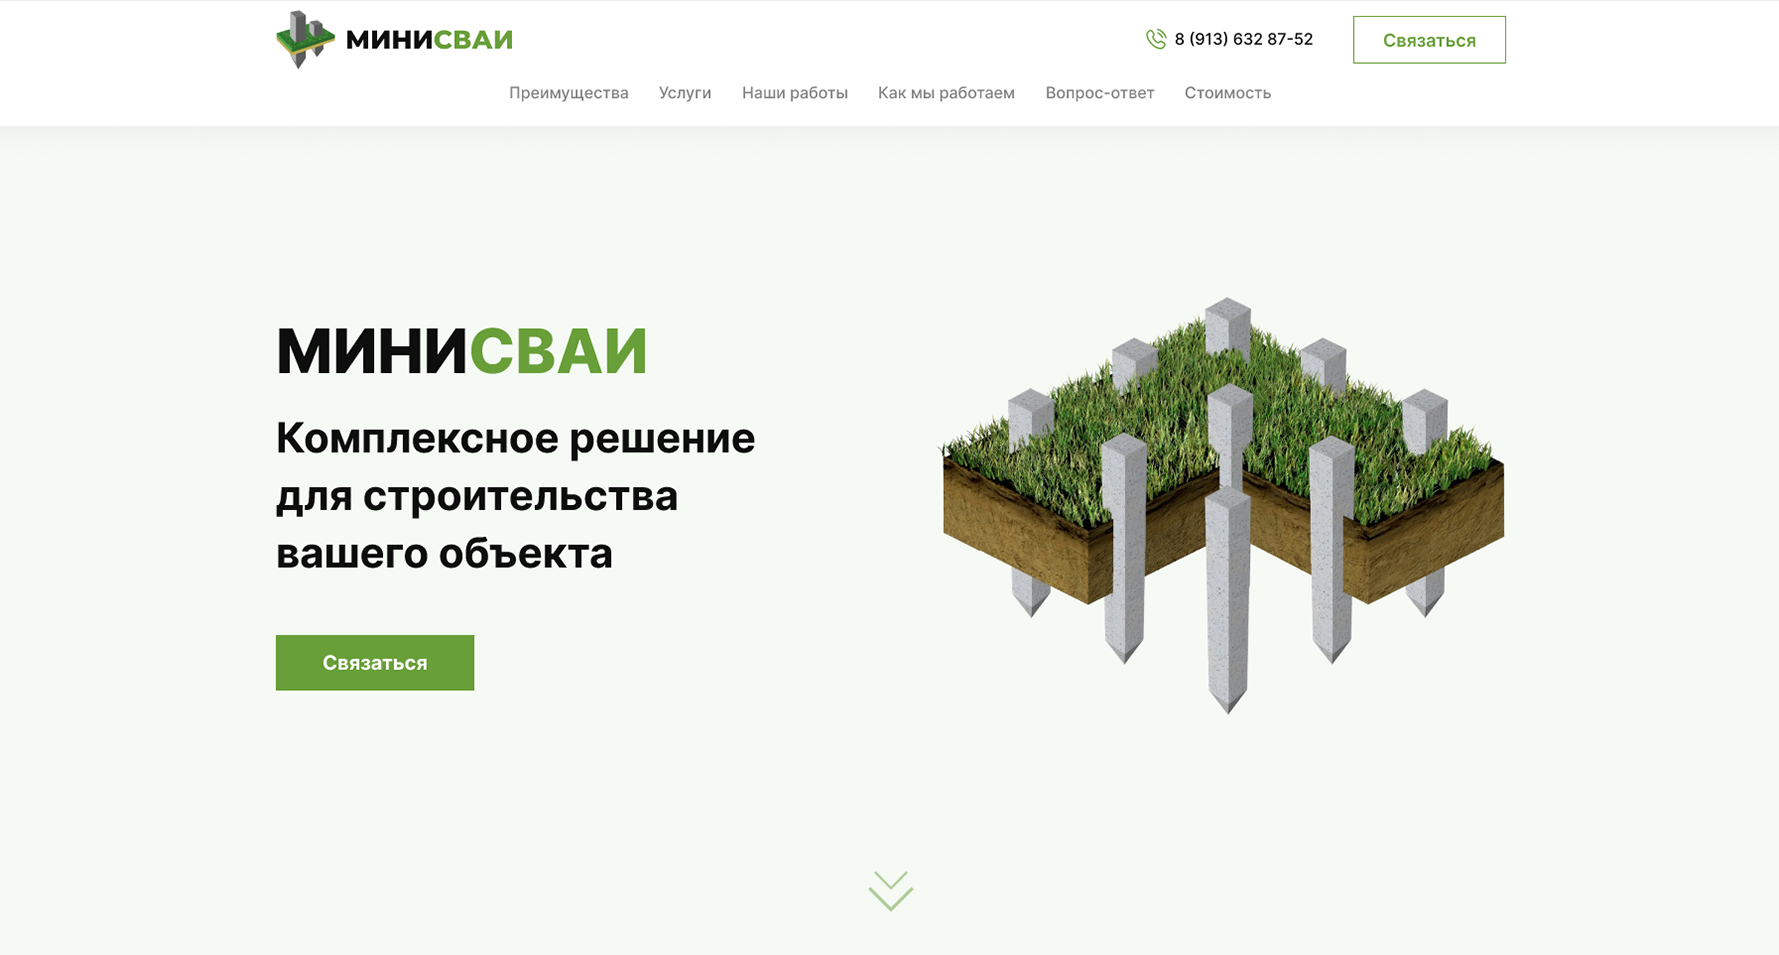 МИНИСВАИ
8 (913) 632 87-52
Связаться
Преимущества Услуги Наши работы Как мы работаем Вопрос-ответ Стоимость
МИНИСВАИ
Комплексное решение
для строительства
вашего объекта
Связаться